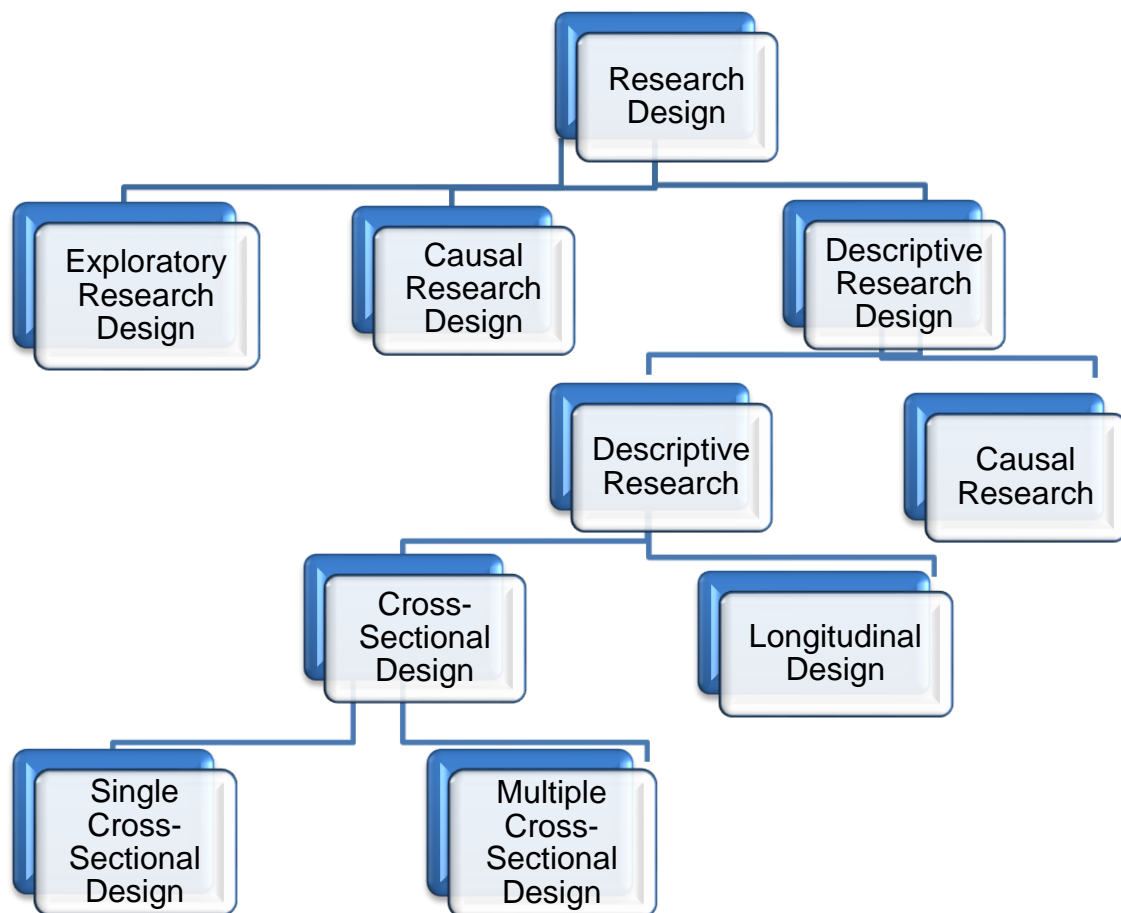 Research
Design
Exploratory
Research
Design
Causal
Research
Design
Descriptive
Research
Design
Descriptive
Research
Causal
Research
Cross-
Sectional
Design
Longitudinal
Design
Single
Cross-
Sectional
Design
Multiple
Cross-
Sectional
Design